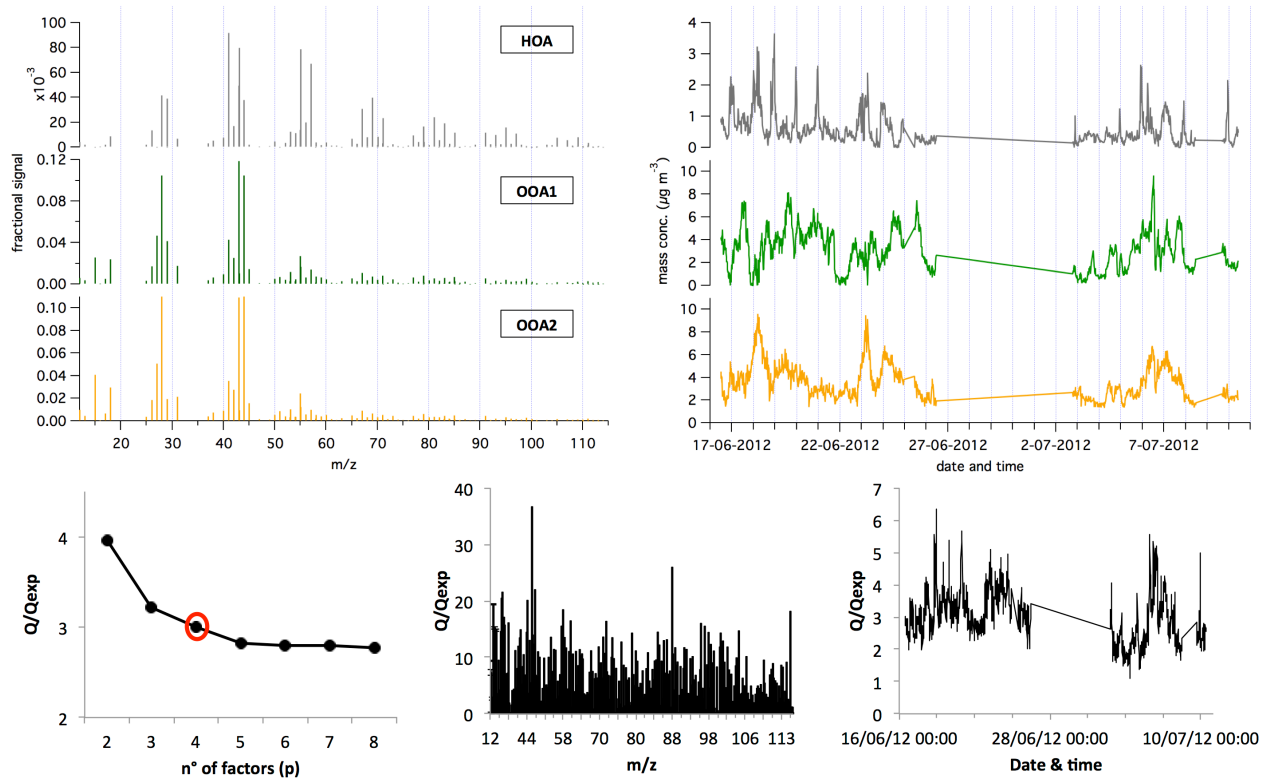 HOA
100
80
60
40
20
0
x10⁻³
OOA1
0.12
0.08
0.04
0.00
fractional signal
OOA2
0.10
0.08
0.06
0.04
0.02
0.00
20 30 40 50 60 70 80 90 100 110
m/z
4
3
2
1
0
10
8
6
4
2
0
mass conc. (µg m⁻³)
10
8
6
4
2
0
17-06-2012 22-06-2012 27-06-2012 2-07-2012 7-07-2012
date and time
4
3
2
Q/Qexp
2 3 4 5 6 7 8
n° of factors (p)
40
30
20
10
0
Q/Qexp
12 44 58 70 80 88 98 106 113
m/z
7
6
5
4
3
2
1
0
Q/Qexp
16/06/12 00:00 28/06/12 00:00 10/07/12 00:00
Date & time